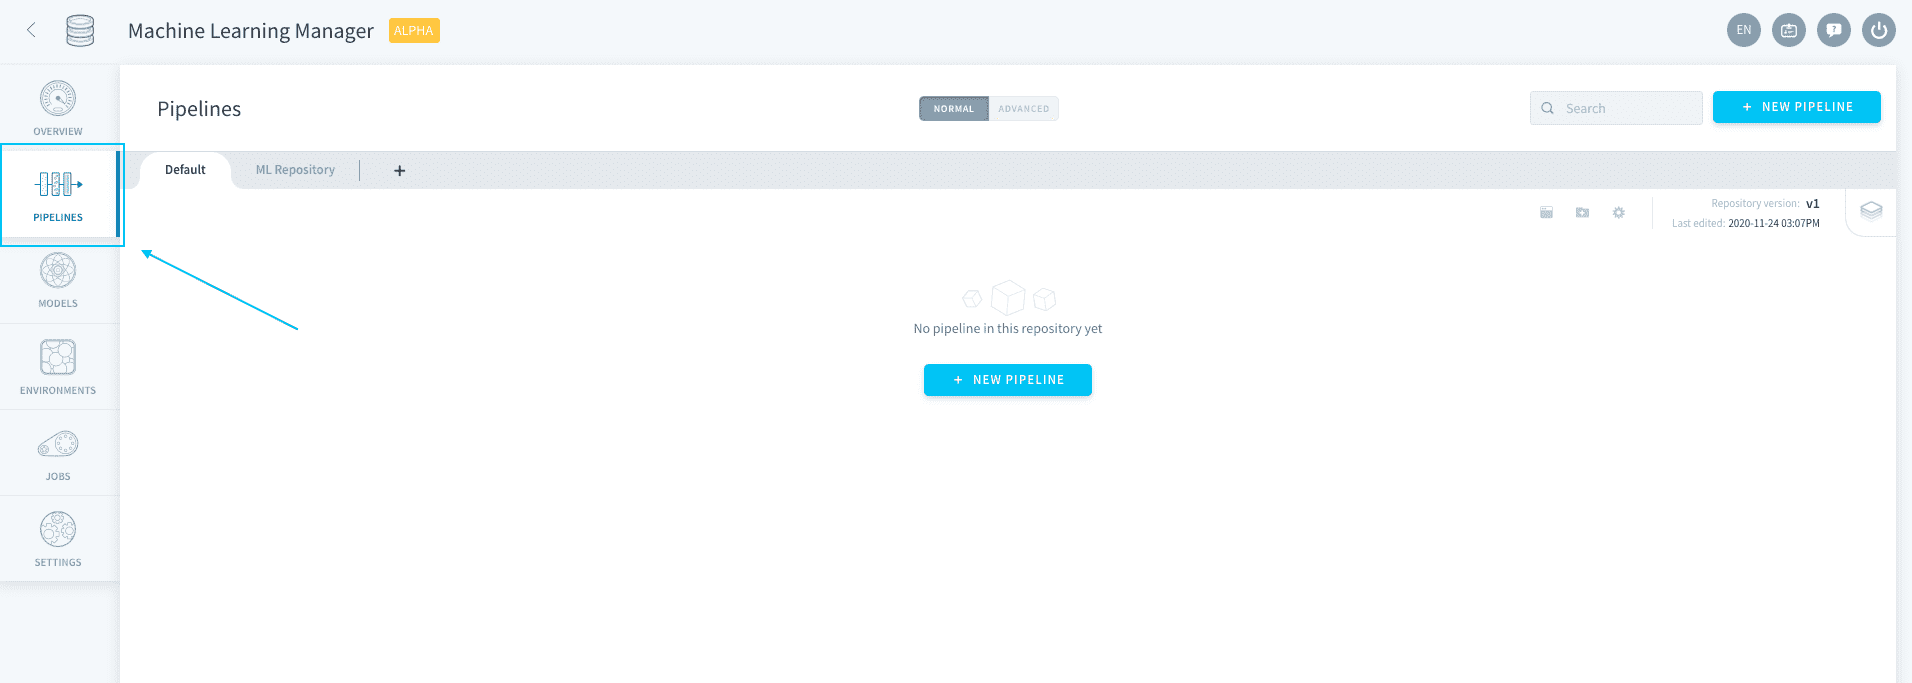 Machine Learning Manager ALPHA
EN
OVERVIEW
PIPELINES
MODELS
ENVIRONMENTS
JOBS
SETTINGS
Pipelines
NORMAL ADVANCED
Search
+ NEW PIPELINE
Default ML Repository +
Repository version: v1
Last edited: 2020-11-24 03:07PM
No pipeline in this repository yet
+ NEW PIPELINE